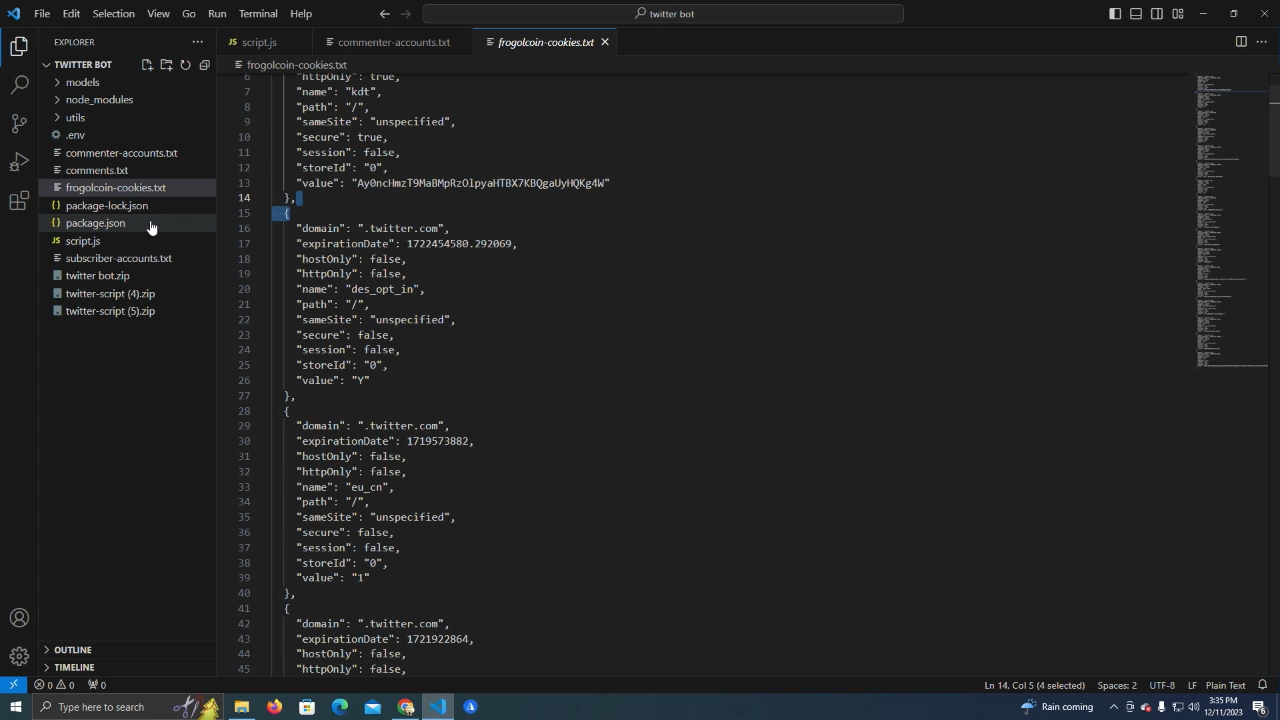 File Edit Selection View Go Run Terminal Help
twitter bot
EXPLORER
TWITTER BOT
models
node_modules
utils
.env
commenter-accounts.txt
comments.txt
frogolcoin-cookies.txt
package-lock.json
package.json
script.js
subscriber-accounts.txt
twitter bot.zip
twitter-script (4).zip
twitter-script (5).zip
OUTLINE
TIMELINE
JS script.js
commenter-accounts.txt
frogolcoin-cookies.txt
frogolcoin-cookies.txt
6 "httpOnly": true,
7 "name": "kdt",
8 "path": "/",
9 "sameSite": "unspecified",
10 "secure": true,
11 "session": false,
12 "storeId": "0",
13 "value": "Ay0ncHmzT9MaBMpRzOlpyaHTBX7KBQgaUyHQKg4W"
14 },
15 {
16 "domain": ".twitter.com",
17 "expirationDate": 1722454580.292069,
18 "hostOnly": false,
19 "httpOnly": false,
20 "name": "des_opt_in",
21 "path": "/",
22 "sameSite": "unspecified",
23 "secure": false,
24 "session": false,
25 "storeId": "0",
26 "value": "Y"
27 },
28 {
29 "domain": ".twitter.com",
30 "expirationDate": 1719573882,
31 "hostOnly": false,
32 "httpOnly": false,
33 "name": "eu_cn",
34 "path": "/",
35 "sameSite": "unspecified",
36 "secure": false,
37 "session": false,
38 "storeId": "0",
39 "value": "1"
40 },
41 {
42 "domain": ".twitter.com",
43 "expirationDate": 1721922864,
44 "hostOnly": false,
45 "httpOnly": false,
0 0 0
Ln 14, Col 5 (4 selected) Spaces: 2 UTF-8 LF Plain Text
Type here to search
Rain coming
3:35 PM
12/11/2023
6